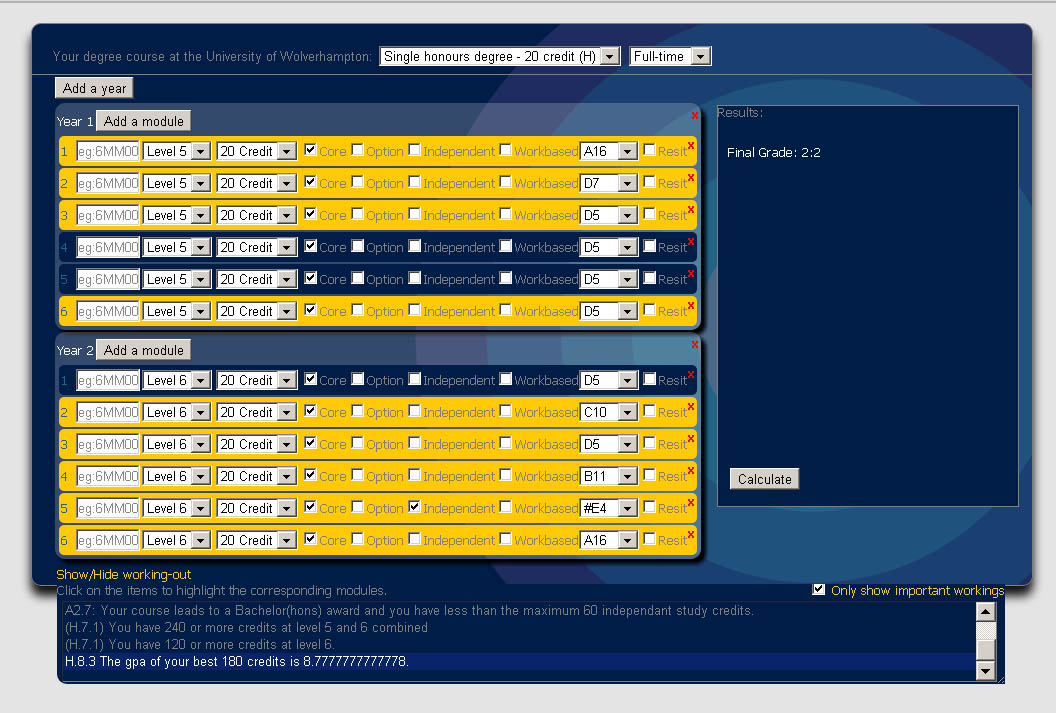 Your degree course at the University of Wolverhampton: Single honours degree - 20 credit (H) Full-time
Add a year
Year 1 Add a module x
1 eg:6MM00 Level 5 20 Credit Core Option Independent Workbased A16 Resit x
2 eg:6MM00 Level 5 20 Credit Core Option Independent Workbased D7 Resit x
3 eg:6MM00 Level 5 20 Credit Core Option Independent Workbased D5 Resit x
4 eg:6MM00 Level 5 20 Credit Core Option Independent Workbased D5 Resit x
5 eg:6MM00 Level 5 20 Credit Core Option Independent Workbased D5 Resit x
6 eg:6MM00 Level 5 20 Credit Core Option Independent Workbased D5 Resit x
Year 2 Add a module x
1 eg:6MM00 Level 6 20 Credit Core Option Independent Workbased D5 Resit x
2 eg:6MM00 Level 6 20 Credit Core Option Independent Workbased C10 Resit x
3 eg:6MM00 Level 6 20 Credit Core Option Independent Workbased D5 Resit x
4 eg:6MM00 Level 6 20 Credit Core Option Independent Workbased B11 Resit x
5 eg:6MM00 Level 6 20 Credit Core Option Independent Workbased #E4 Resit x
6 eg:6MM00 Level 6 20 Credit Core Option Independent Workbased A16 Resit x
Results:
Final Grade: 2:2
Calculate
Show/Hide working-out
Click on the items to highlight the corresponding modules.
Only show important workings
A2.7: Your course leads to a Bachelor(hons) award and you have less than the maximum 60 independant study credits.
(H.7.1) You have 240 or more credits at level 5 and 6 combined
(H.7.1) You have 120 or more credits at level 6.
H.8.3 The gpa of your best 180 credits is 8.7777777777778.